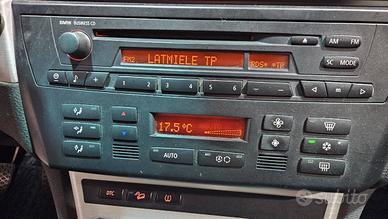 BMW BUSINESS CD
AM FM
FM2 LATMIELE TP RDS* *TP
SC MODE
1 2 3 4 5 6
m
17.5°C
AUTO
DTC
subito